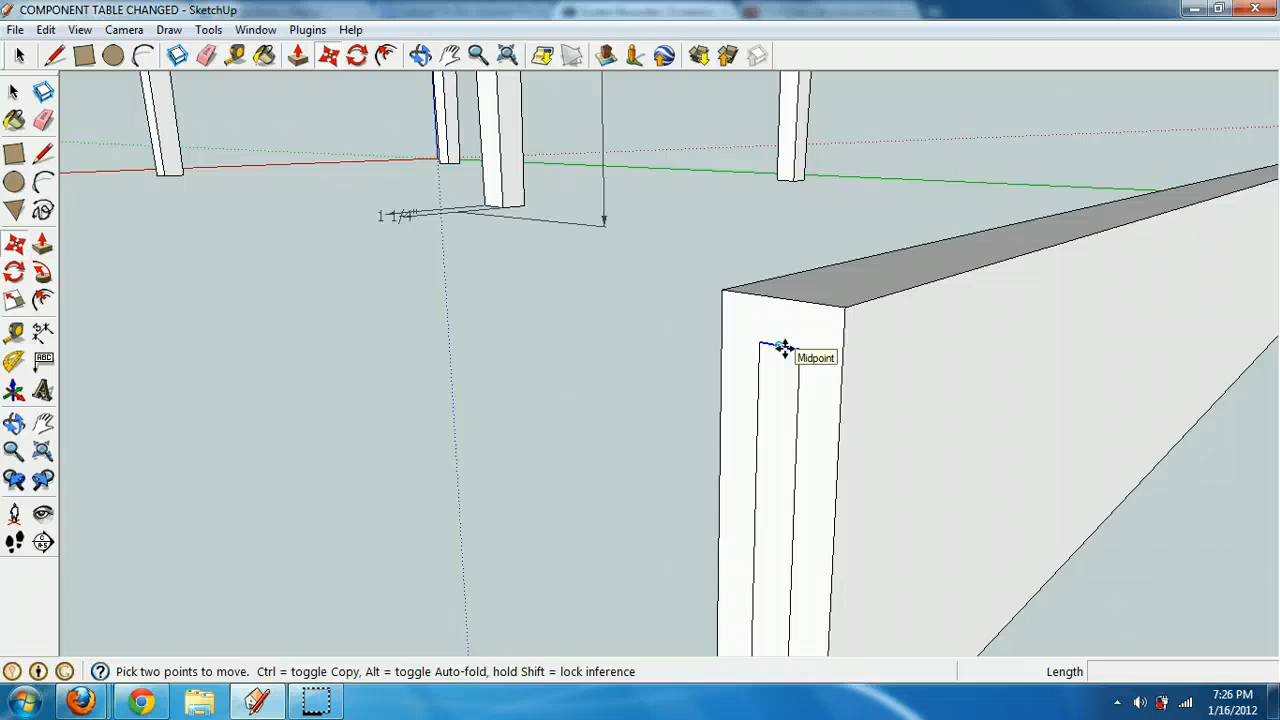 COMPONENT TABLE CHANGED - SketchUp
File Edit View Camera Draw Tools Window Plugins Help
1 1/4"
Midpoint
ABC
Pick two points to move. Ctrl = toggle Copy, Alt = toggle Auto-fold, hold Shift = lock inference
Length
7:26 PM
1/16/2012